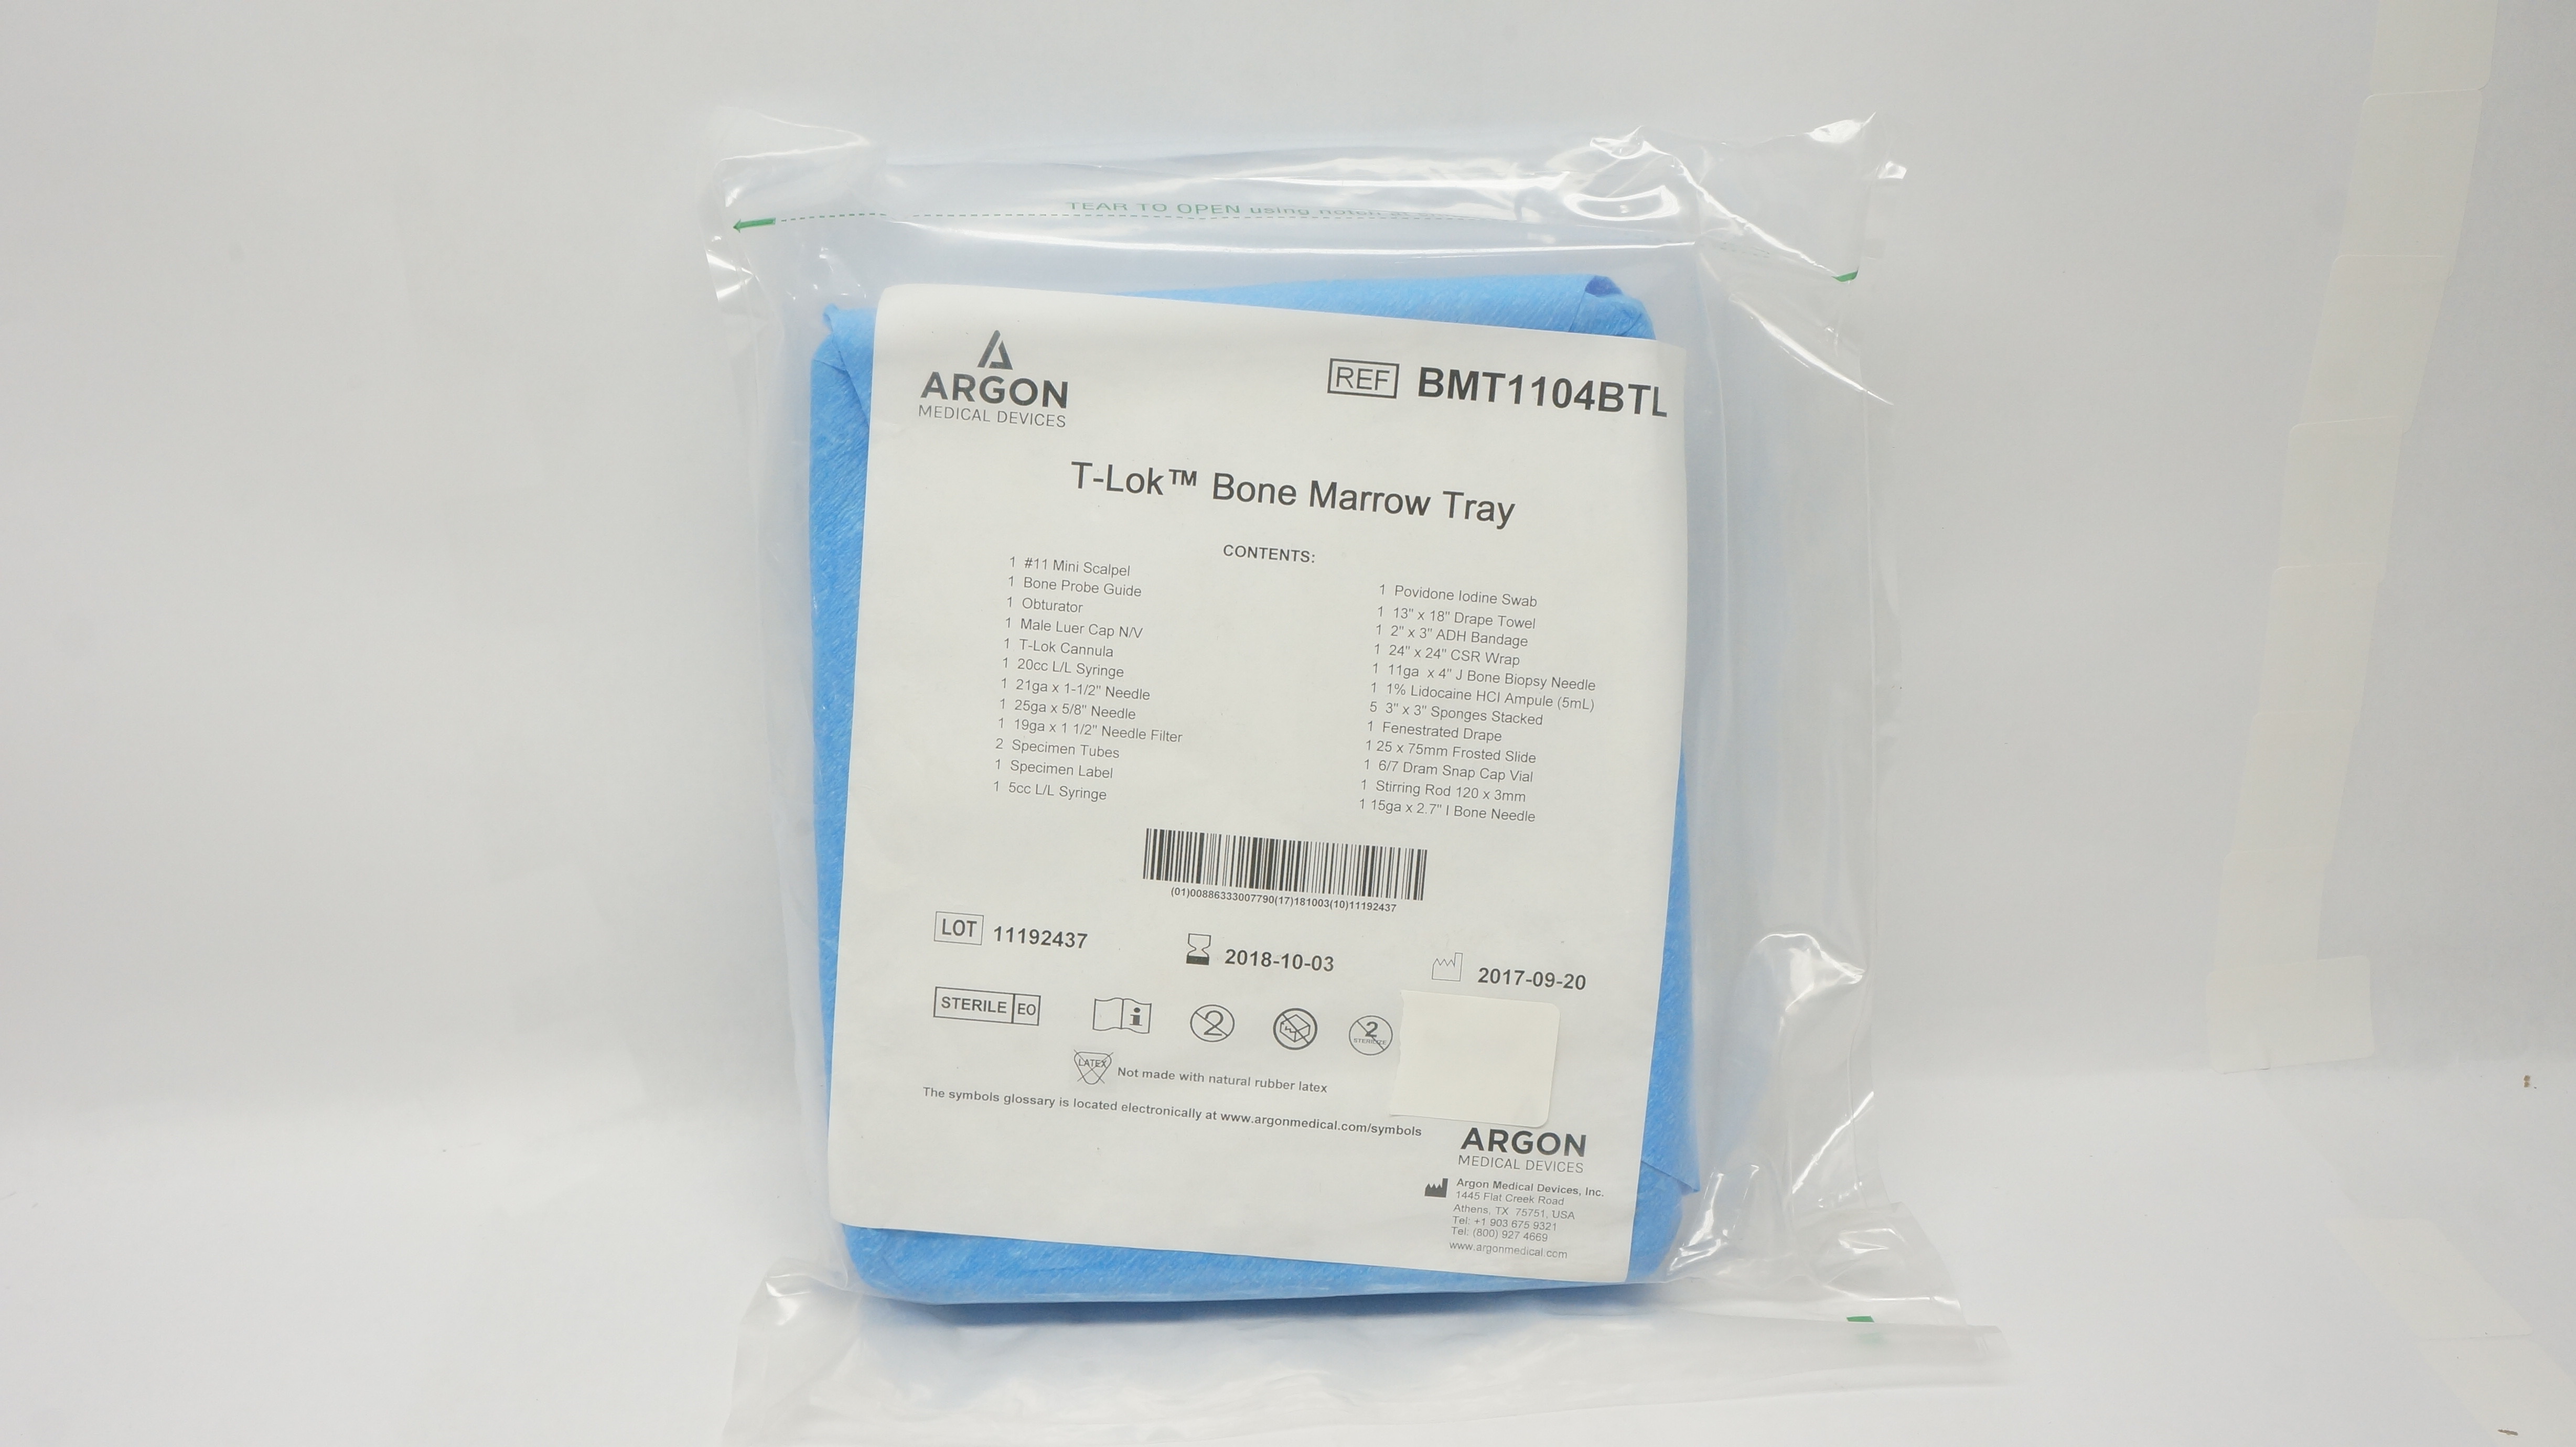 TEAR TO OPEN using notch at
ARGON
MEDICAL DEVICES
REF BMT1104BTL
T-Lok™ Bone Marrow Tray
CONTENTS:
1 #11 Mini Scalpel
1 Bone Probe Guide
1 Obturator
1 Male Luer Cap N/V
1 T-Lok Cannula
1 20cc L/L Syringe
1 21ga x 1-1/2" Needle
1 25ga x 5/8" Needle
1 19ga x 1 1/2" Needle Filter
2 Specimen Tubes
1 Specimen Label
1 5cc L/L Syringe
1 Povidone Iodine Swab
1 13" x 18" Drape Towel
1 2" x 3" ADH Bandage
1 24" x 24" CSR Wrap
1 11ga x 4" J Bone Biopsy Needle
1 1% Lidocaine HCI Ampule (5mL)
5 3" x 3" Sponges Stacked
1 Fenestrated Drape
1 25 x 75mm Frosted Slide
1 6/7 Dram Snap Cap Vial
1 Stirring Rod 120 x 3mm
1 15ga x 2.7" I Bone Needle
(01)00886333007790(17)181003(10)11192437
LOT 11192437
2018-10-03
2017-09-20
STERILE EO
2
2
STERILIZE
LATEX
Not made with natural rubber latex
The symbols glossary is located electronically at www.argonmedical.com/symbols
ARGON
MEDICAL DEVICES
Argon Medical Devices, Inc.
1445 Flat Creek Road
Athens, TX 75751, USA
Tel: +1 903 675 9321
Tel: (800) 927 4669
www.argonmedical.com